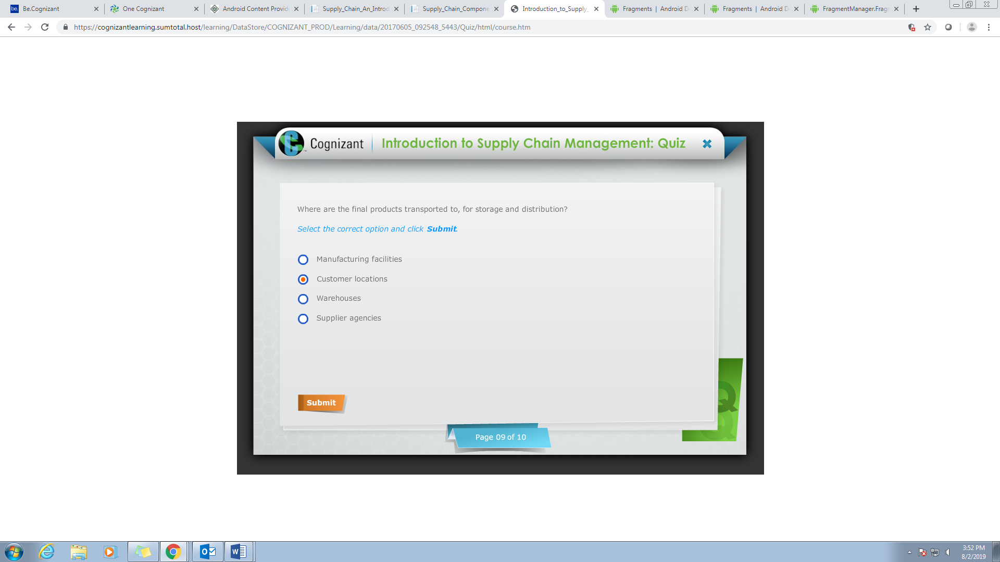 Be.Cognizant
One Cognizant
Android Content Provid
Supply_Chain_An_Introd
Supply_Chain_Compone
Introduction_to_Supply_
Fragments | Android D
Fragments | Android D
FragmentManager.Frag
https://cognizantlearning.sumtotal.host/learning/DataStore/COGNIZANT_PROD/Learning/data/20170605_092548_5443/Quiz/html/course.htm
Cognizant
Introduction to Supply Chain Management: Quiz
Where are the final products transported to, for storage and distribution?
Select the correct option and click Submit.
Manufacturing facilities
Customer locations
Warehouses
Supplier agencies
Submit
Page 09 of 10
3:52 PM
8/2/2019